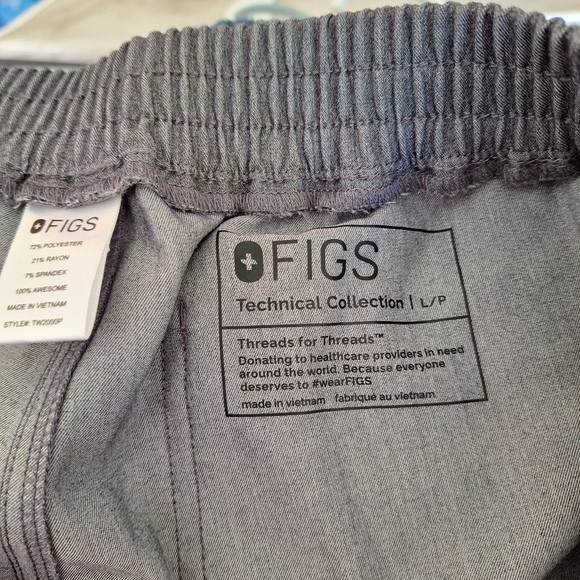 FIGS
72% POLYESTER
21% RAYON
7% SPANDEX
100% AWESOME
MADE IN VIETNAM
STYLE#: TW2000P
FIGS
Technical Collection | L/P
Threads for Threads™
Donating to healthcare providers in need
around the world. Because everyone
deserves to #wearFIGS
made in vietnam fabriqué au vietnam